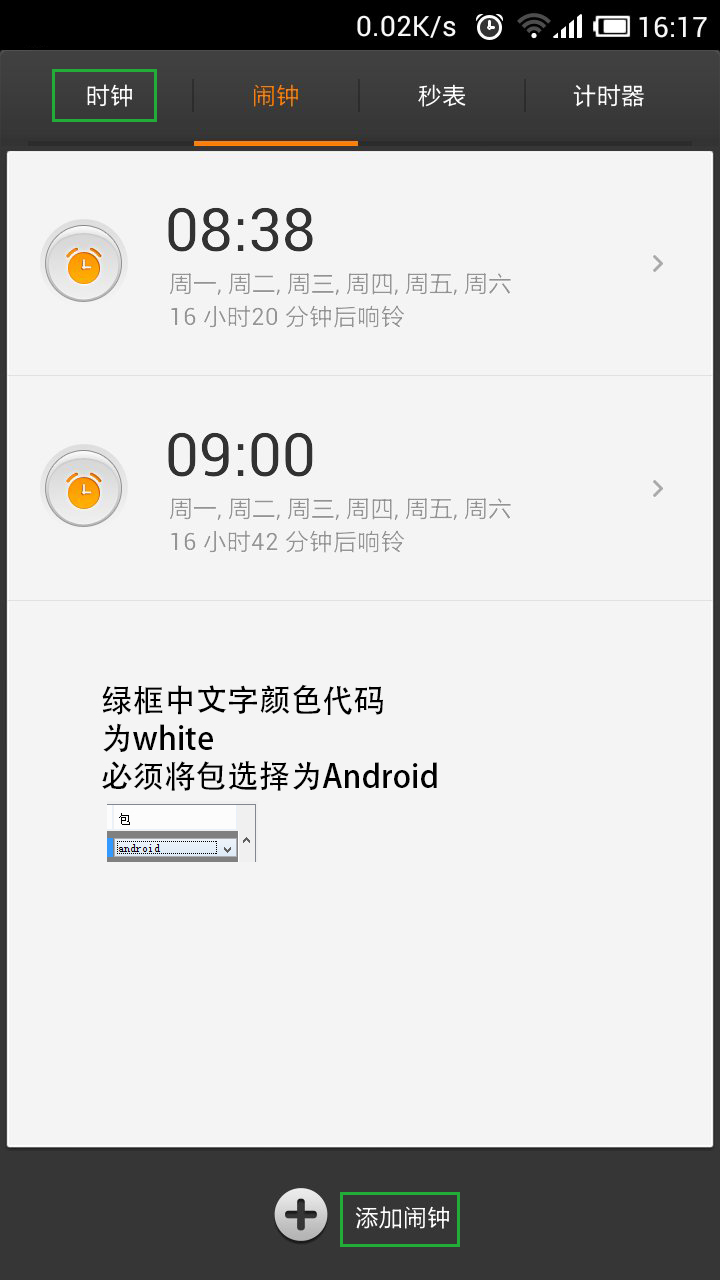 0.02K/s 16:17
时钟 闹钟 秒表 计时器
08:38
周一, 周二, 周三, 周四, 周五, 周六
16 小时20 分钟后响铃
09:00
周一, 周二, 周三, 周四, 周五, 周六
16 小时42 分钟后响铃
绿框中文字颜色代码
为white
必须将包选择为Android
包
android
添加闹钟